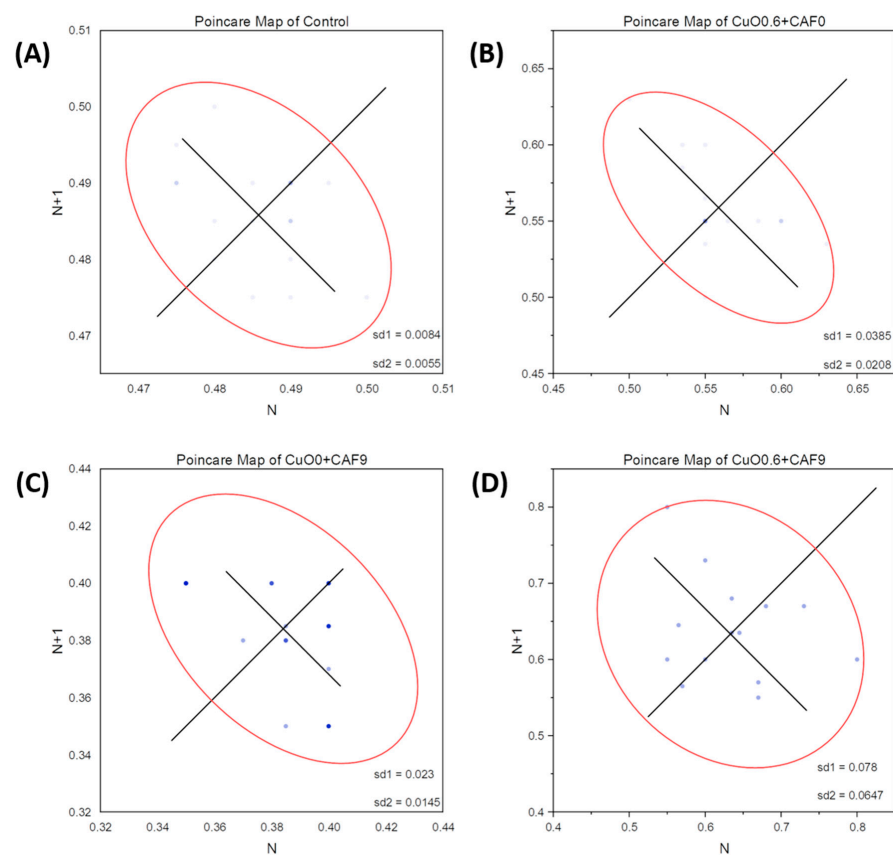 (A)
Poincare Map of Control
0.51
0.50
0.49
0.48
0.47
N+1
0.47 0.48 0.49 0.50 0.51
N
sd1 = 0.0084
sd2 = 0.0055
(B)
Poincare Map of CuO0.6+CAF0
0.65
0.60
0.55
0.50
0.45
N+1
0.45 0.50 0.55 0.60 0.65
N
sd1 = 0.0385
sd2 = 0.0208
(C)
Poincare Map of CuO0+CAF9
0.44
0.42
0.40
0.38
0.36
0.34
0.32
N+1
0.32 0.34 0.36 0.38 0.40 0.42 0.44
N
sd1 = 0.023
sd2 = 0.0145
(D)
Poincare Map of CuO0.6+CAF9
0.8
0.7
0.6
0.5
0.4
N+1
0.4 0.5 0.6 0.7 0.8
N
sd1 = 0.078
sd2 = 0.0647